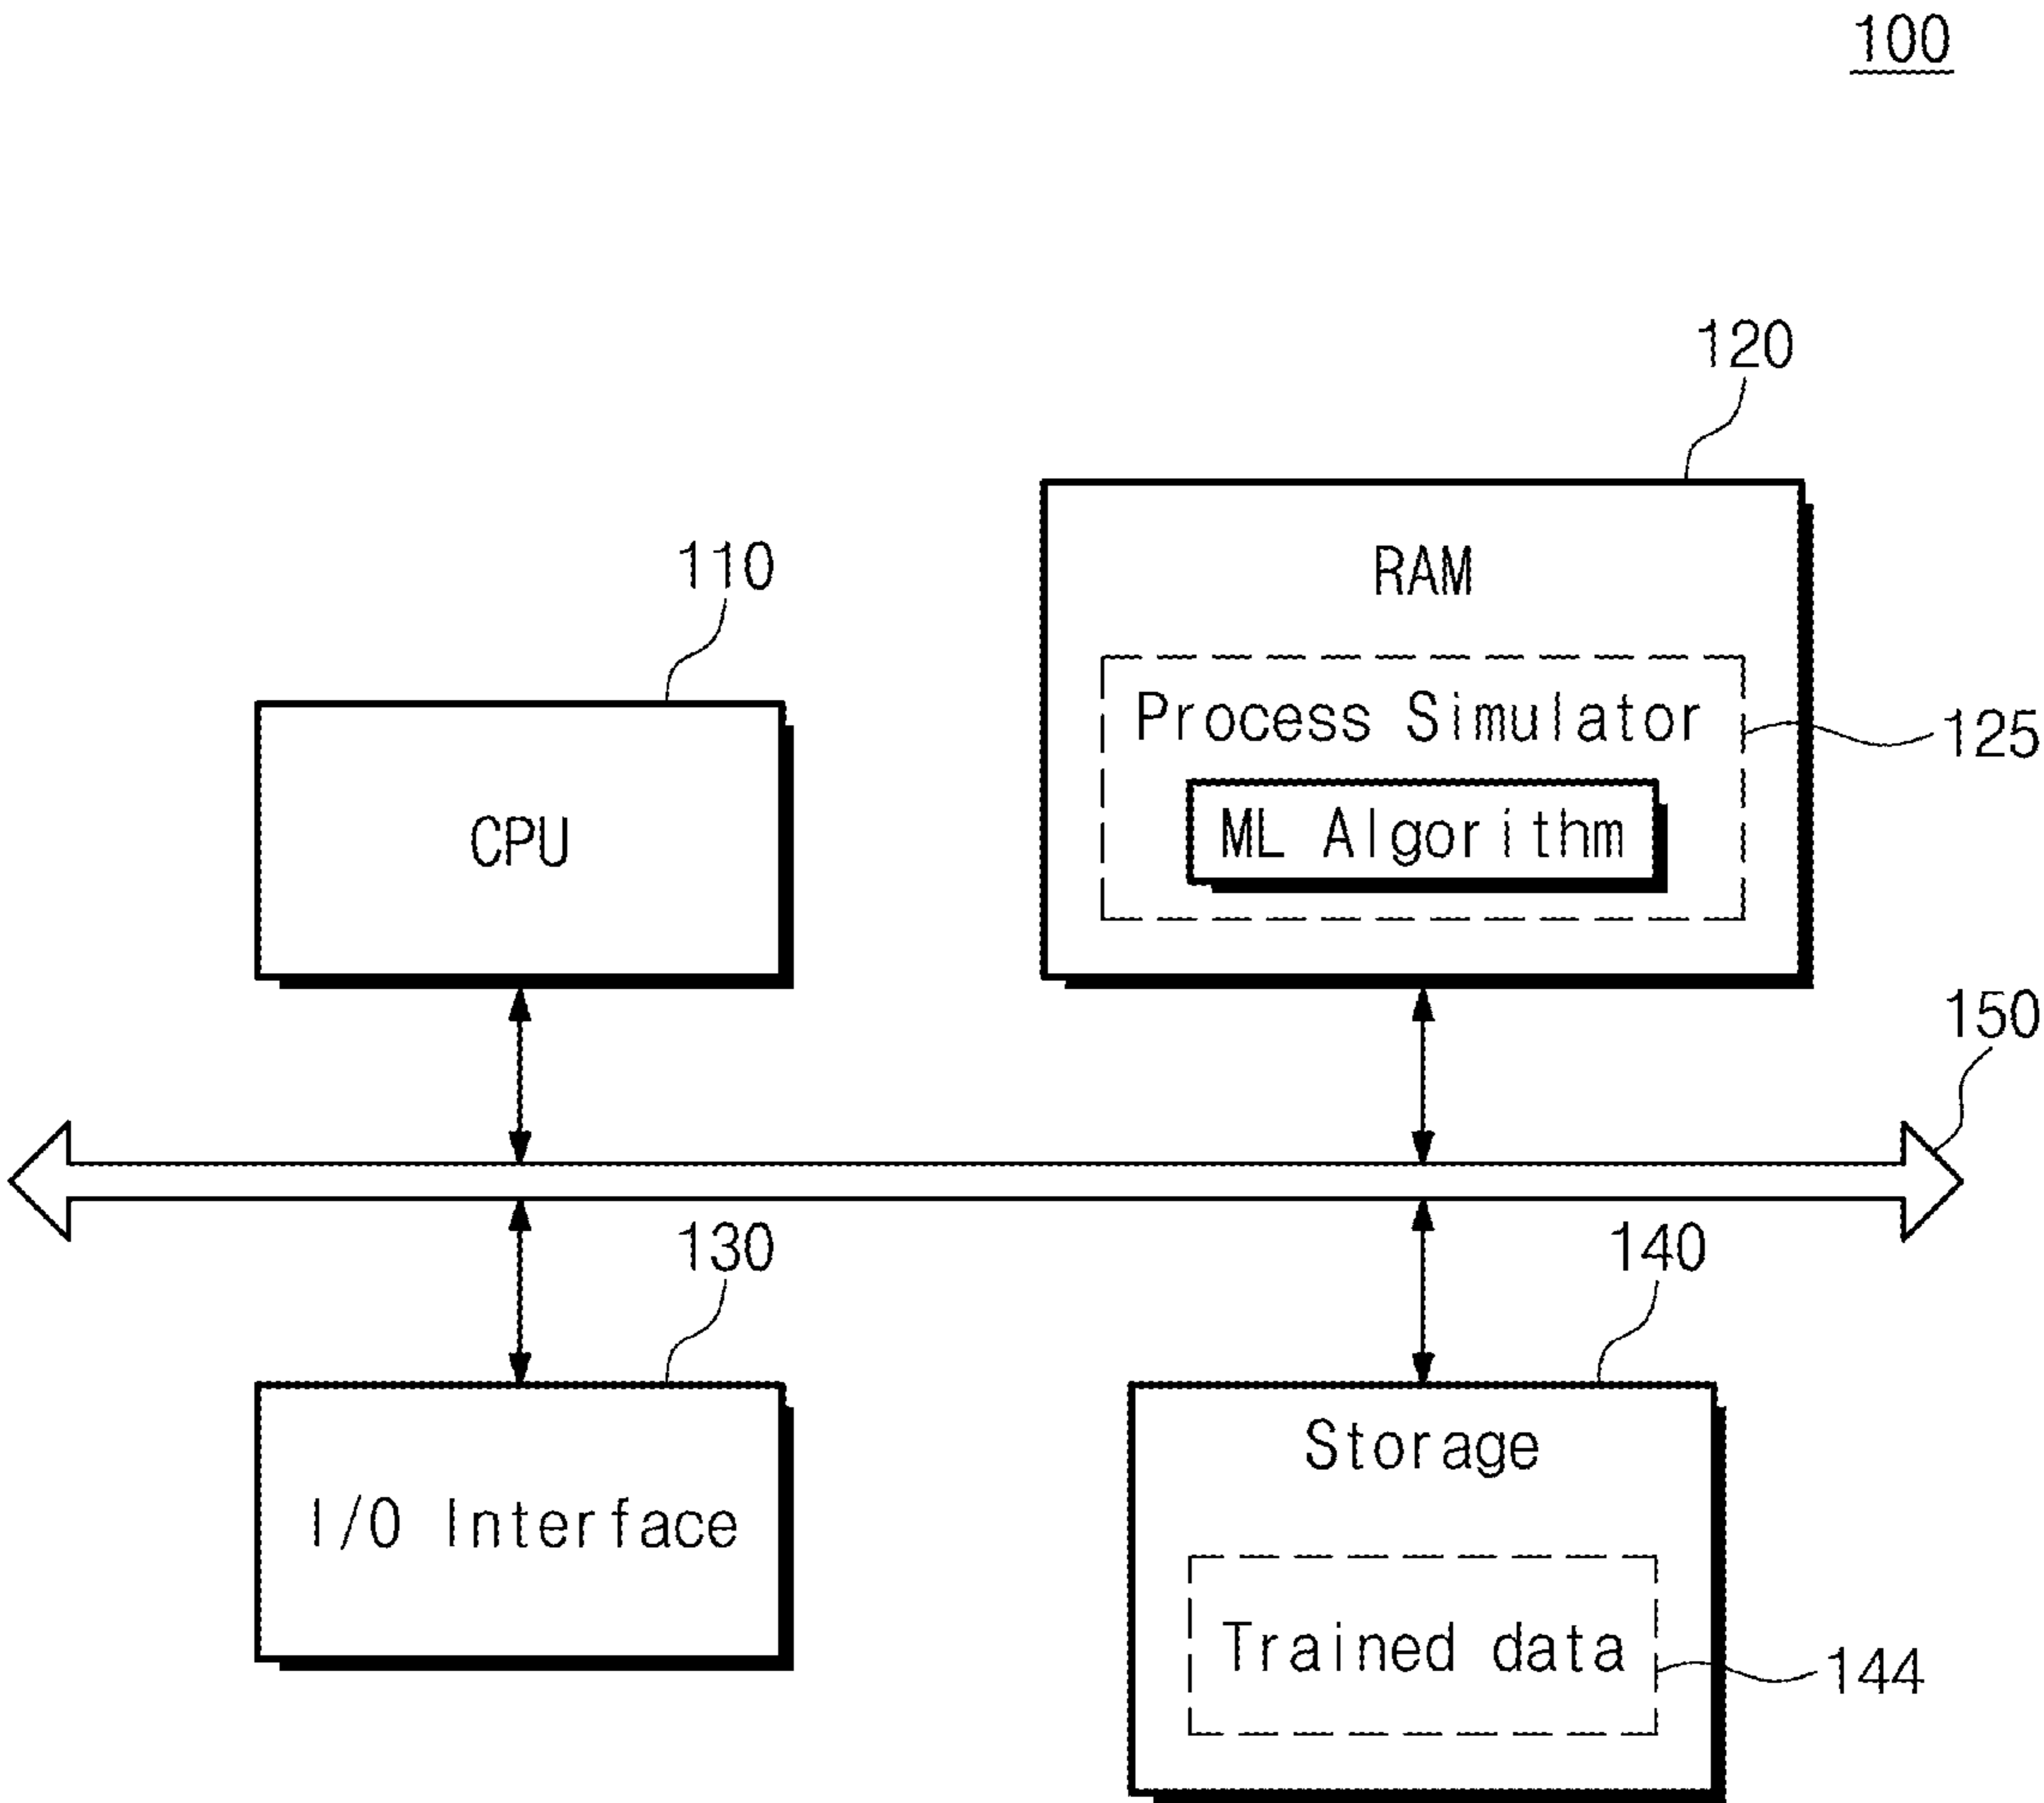 100
120
110
RAM
Process Simulator
125
CPU
ML Algorithm
150
130
140
Storage
I/O Interface
Trained data
144